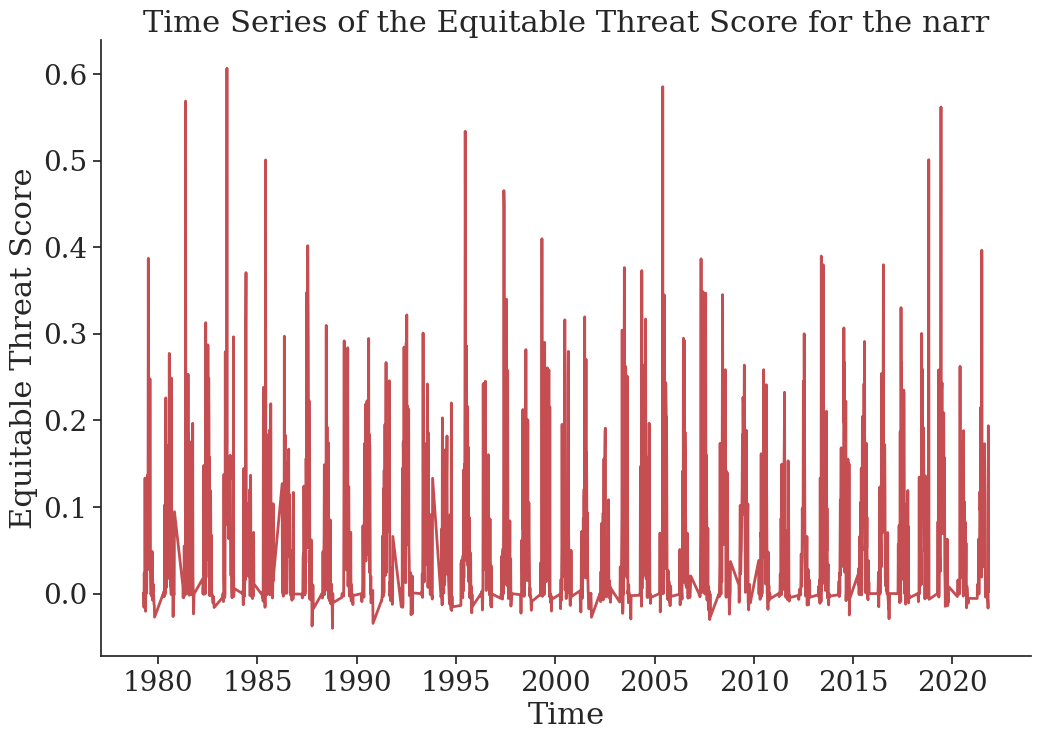 Time Series of the Equitable Threat Score for the narr
Equitable Threat Score
0.6
0.5
0.4
0.3
0.2
0.1
0.0
1980 1985 1990 1995 2000 2005 2010 2015 2020
Time